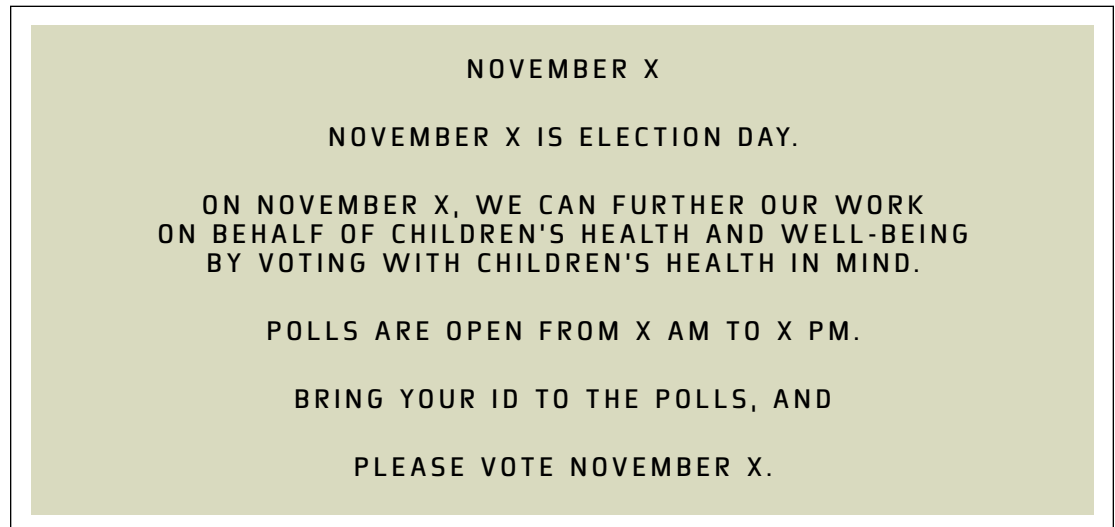 NOVEMBER X
NOVEMBER X IS ELECTION DAY.
ON NOVEMBER X, WE CAN FURTHER OUR WORK
ON BEHALF OF CHILDREN'S HEALTH AND WELL-BEING
BY VOTING WITH CHILDREN'S HEALTH IN MIND.
POLLS ARE OPEN FROM X AM TO X PM.
BRING YOUR ID TO THE POLLS, AND
PLEASE VOTE NOVEMBER X.